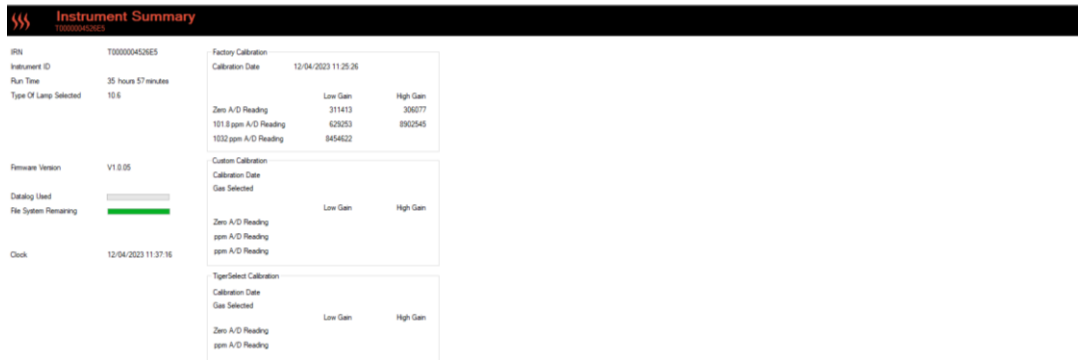 Instrument Summary
T0000004526E5
IRN T0000004526E5
Instrument ID
Run Time 35 hours 57 minutes
Type Of Lamp Selected 10.6
Firmware Version V1.0.05
Datalog Used
File System Remaining
Clock 12/04/2023 11:37:16
Factory Calibration
Calibration Date 12/04/2023 11:25:26
Low Gain High Gain
Zero A/D Reading 311413 306077
101.8 ppm A/D Reading 629253 8902545
1032 ppm A/D Reading 8454622
Custom Calibration
Calibration Date
Gas Selected
Low Gain High Gain
Zero A/D Reading
ppm A/D Reading
ppm A/D Reading
TigerSelect Calibration
Calibration Date
Gas Selected
Low Gain High Gain
Zero A/D Reading
ppm A/D Reading